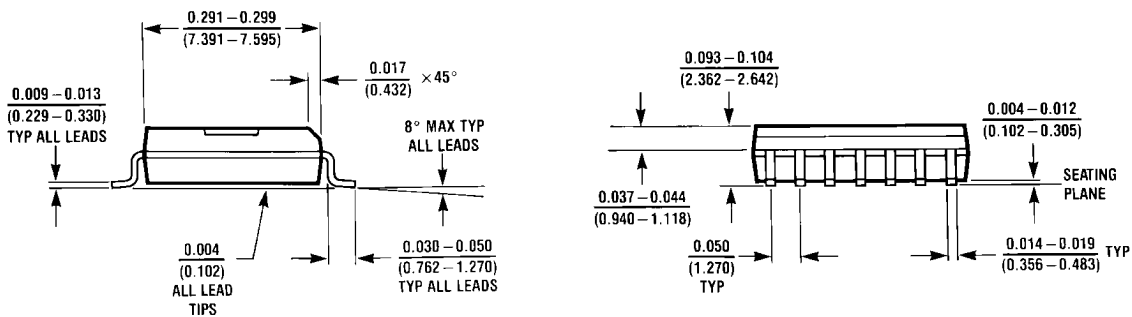 0.291 – 0.299
(7.391 – 7.595)
0.017
(0.432)
×45°
0.009 – 0.013
(0.229 – 0.330)
TYP ALL LEADS
8° MAX TYP
ALL LEADS
0.004
(0.102)
ALL LEAD
TIPS
0.030 – 0.050
(0.762 – 1.270)
TYP ALL LEADS
0.093 – 0.104
(2.362 – 2.642)
0.004 – 0.012
(0.102 – 0.305)
SEATING
PLANE
0.037 – 0.044
(0.940 – 1.118)
0.050
(1.270)
TYP
0.014 – 0.019
(0.356 – 0.483)
TYP